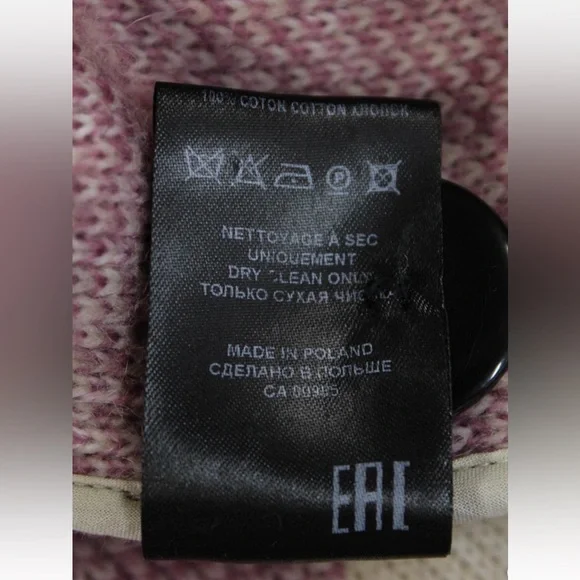 100% COTON COTTON ХЛОПОК
NETTOYAGE À SEC
UNIQUEMENT
DRY CLEAN ONLY
ТОЛЬКО СУХАЯ
MADE IN POLAND
СДЕЛАНО В ПОЛЬШЕ
CA
EAC